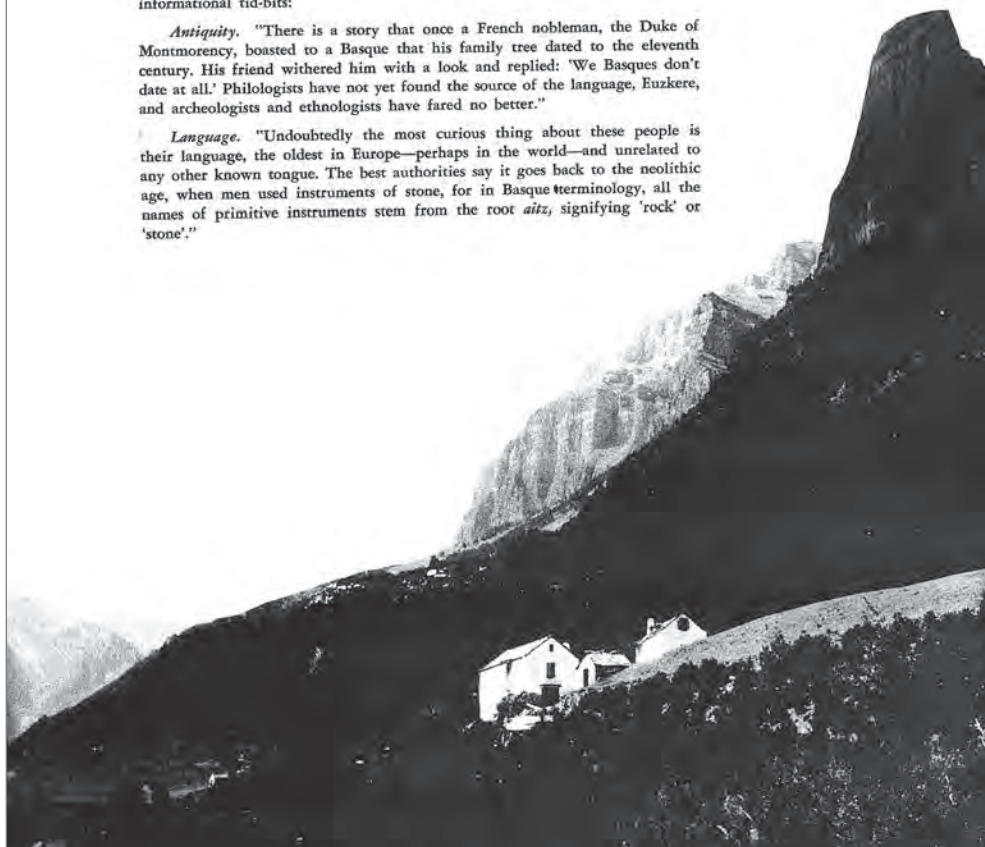 informational tid-bits:
Antiquity. "There is a story that once a French nobleman, the Duke of
Montmorency, boasted to a Basque that his family tree dated to the eleventh
century. His friend withered him with a look and replied: 'We Basques don't
date at all.' Philologists have not yet found the source of the language, Euzkere,
and archeologists and ethnologists have fared no better."
Language. "Undoubtedly the most curious thing about these people is
their language, the oldest in Europe—perhaps in the world—and unrelated to
any other known tongue. The best authorities say it goes back to the neolithic
age, when men used instruments of stone, for in Basque terminology, all the
names of primitive instruments stem from the root aitz, signifying 'rock' or
'stone'."